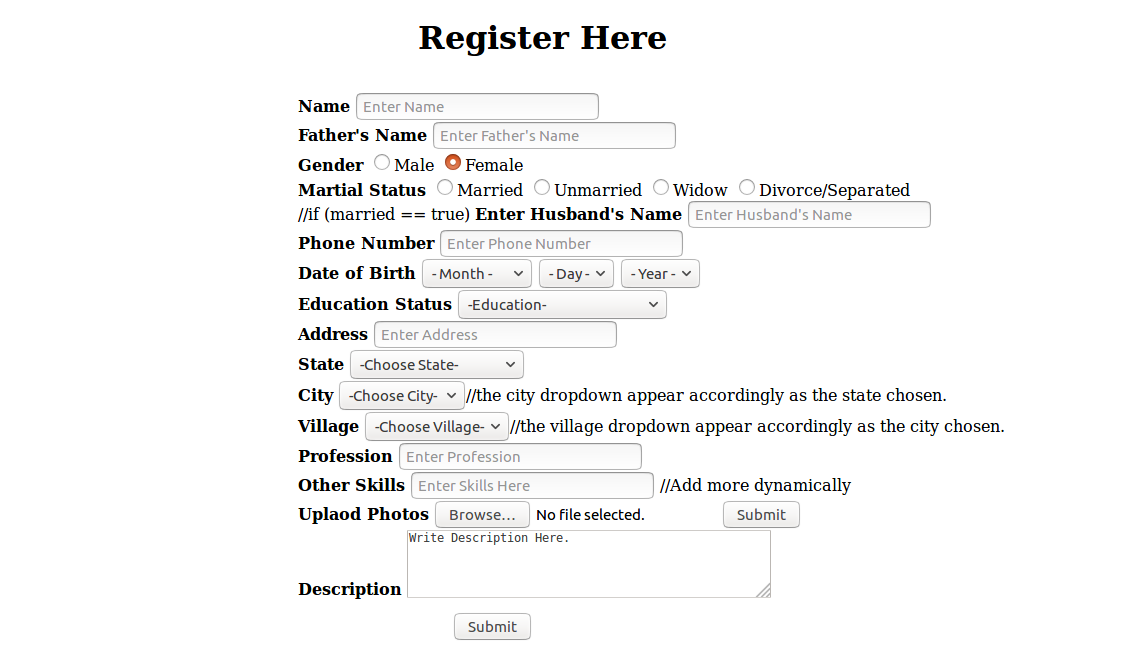 Register Here
Name Enter Name
Father's Name Enter Father's Name
Gender Male Female
Martial Status Married Unmarried Widow Divorce/Separated
//if (married == true) Enter Husband's Name Enter Husband's Name
Phone Number Enter Phone Number
Date of Birth - Month - - Day - - Year -
Education Status -Education-
Address Enter Address
State -Choose State-
City -Choose City- //the city dropdown appear accordingly as the state chosen.
Village -Choose Village- //the village dropdown appear accordingly as the city chosen.
Profession Enter Profession
Other Skills Enter Skills Here //Add more dynamically
Uplaod Photos Browse... No file selected. Submit
Write Description Here.
Description
Submit